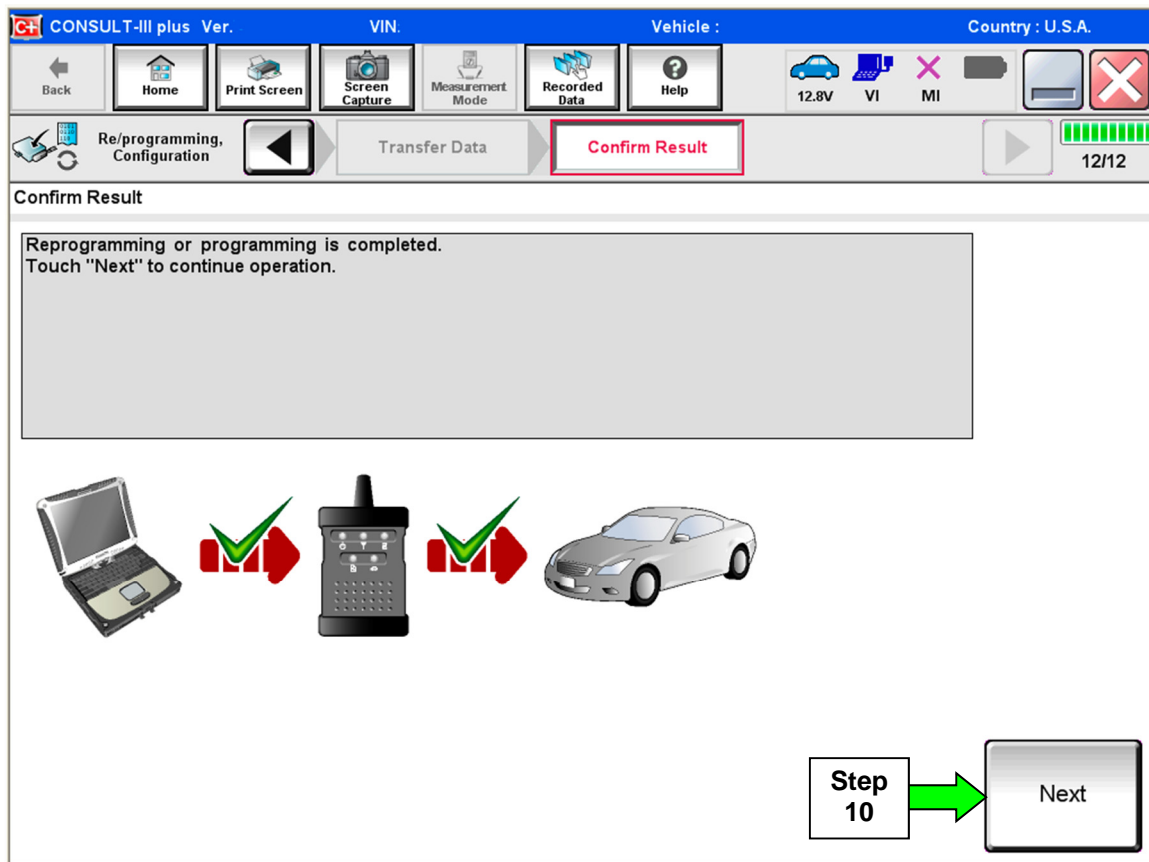 C+ CONSULT-III plus Ver. VIN: Vehicle : Country : U.S.A.
Back
Home
Print Screen
Screen
Capture
Measurement
Mode
Recorded
Data
Help
12.8V
VI
MI
Re/programming,
Configuration
Transfer Data
Confirm Result
12/12
Confirm Result
Reprogramming or programming is completed.
Touch "Next" to continue operation.
Step
10
Next